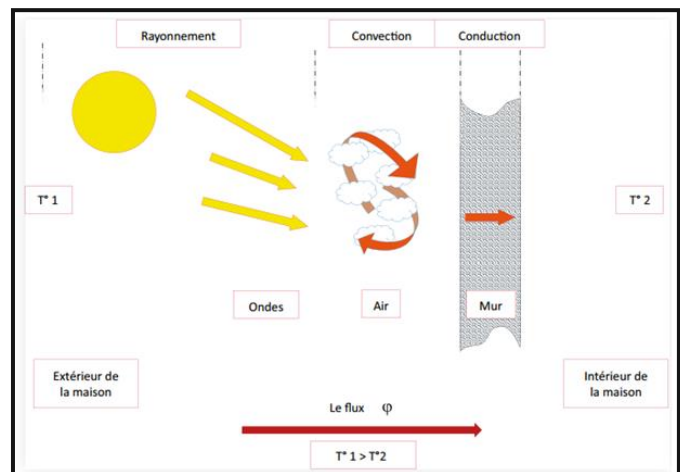 Rayonnement
Convection
Conduction
T° 1
T° 2
Ondes
Air
Mur
Extérieur de
la maison
Intérieur de
la maison
Le flux φ
T° 1 > T°2